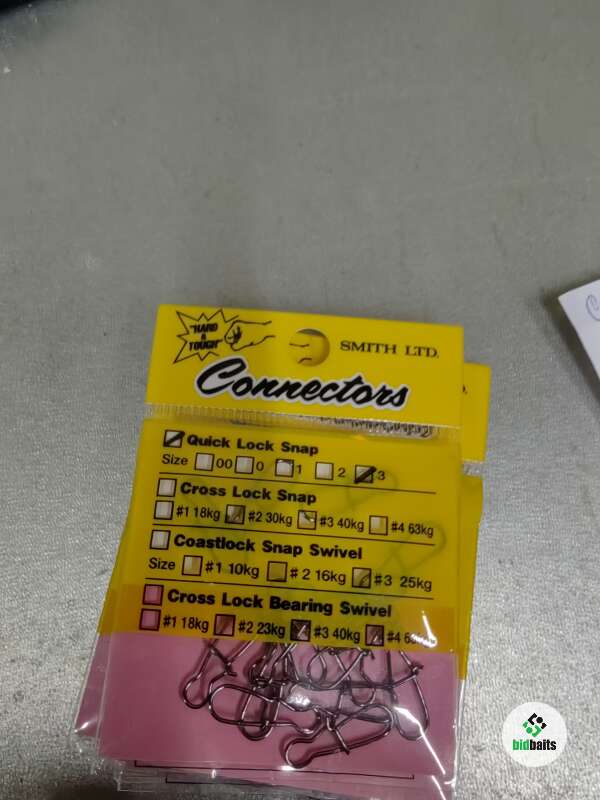 "HARD
&
TOUGH"
SMITH LTD.
Connectors
Quick Lock Snap
Size 00 0 1 2 3
Cross Lock Snap
#1 18kg #2 30kg #3 40kg #4 63kg
Coastlock Snap Swivel
Size #1 10kg #2 16kg #3 25kg
Cross Lock Bearing Swivel
#1 18kg #2 23kg #3 40kg #4
bidbaits